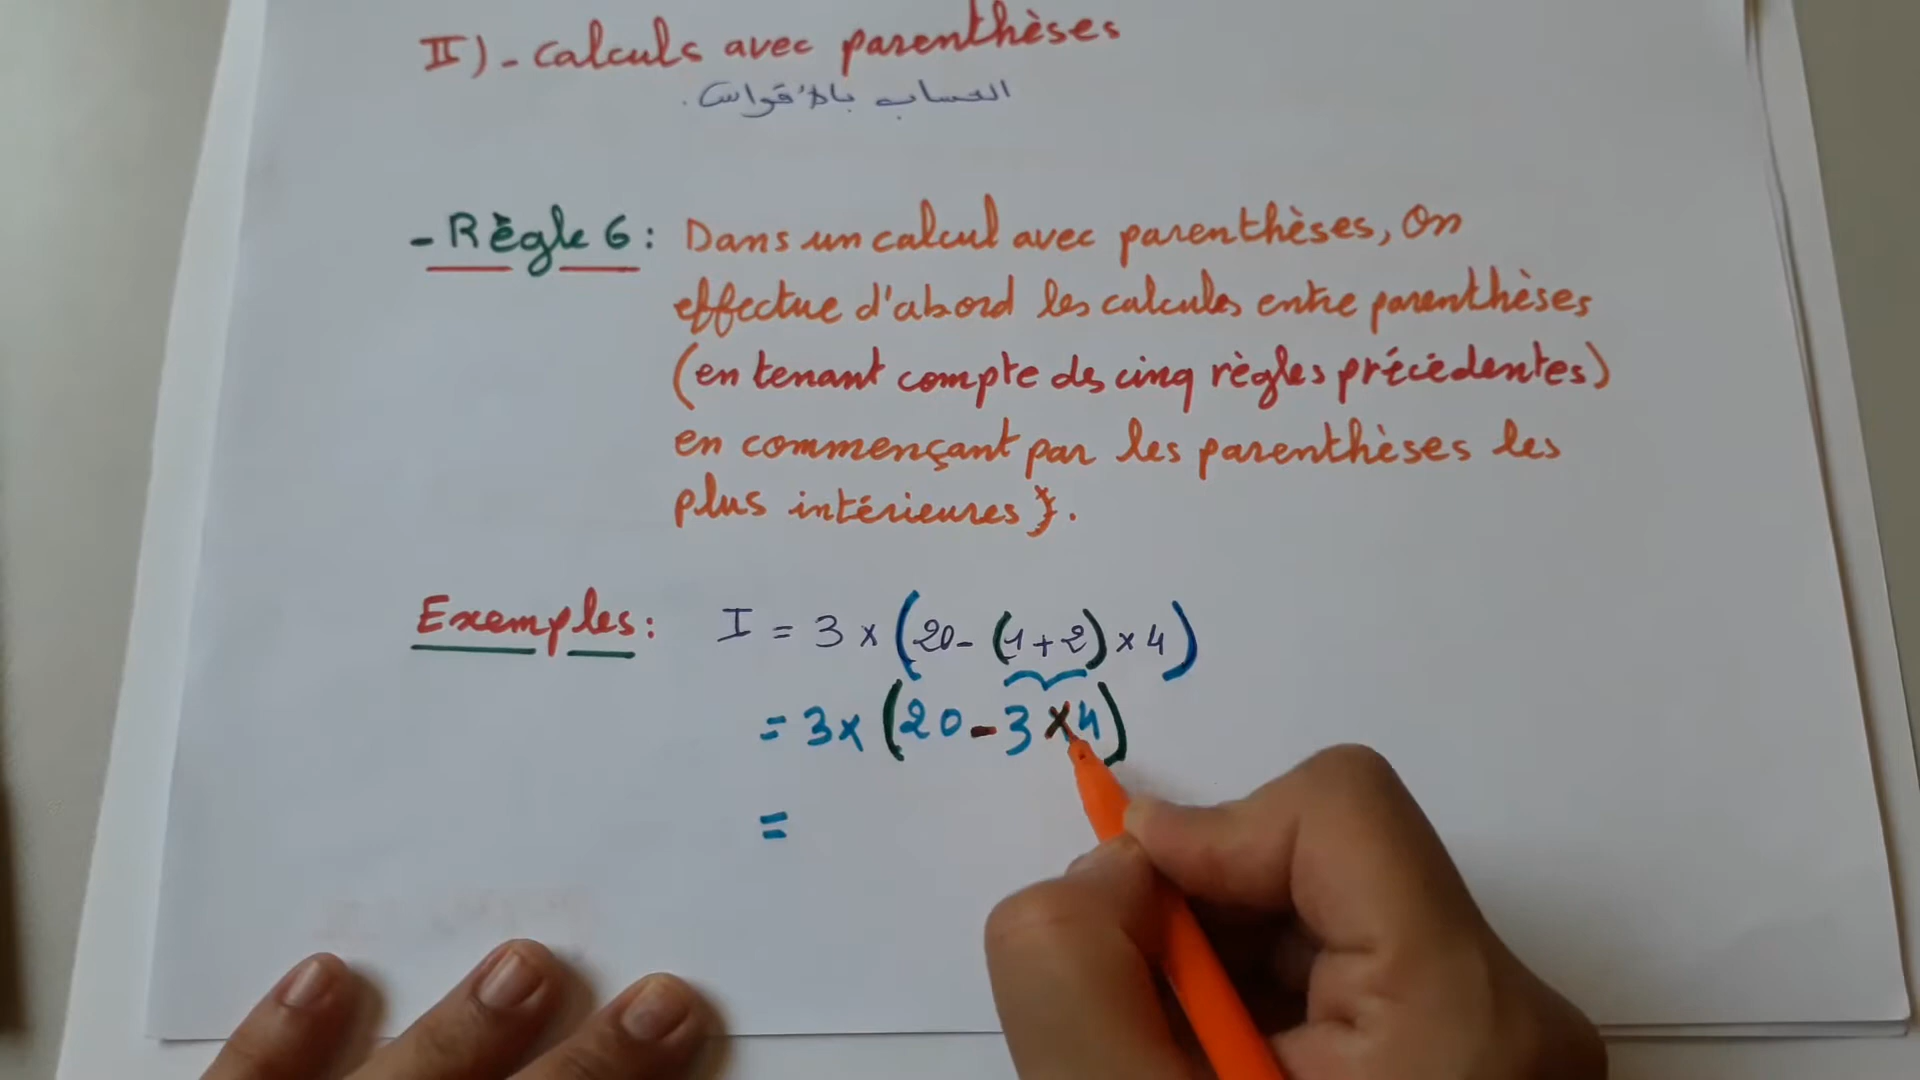 II)-Calculs avec parenthèses
الحساب بالأقواس.
- Règle 6: Dans un calcul avec parenthèses, on
effectue d'abord les calcules entre parenthèses
(en tenant compte des cinq règles précédentes)
en commençant par les parenthèses les
plus intérieures}.
Exemples: I = 3 × (20 - (1+2) × 4)
= 3 × (20 - 3 × 4)
=